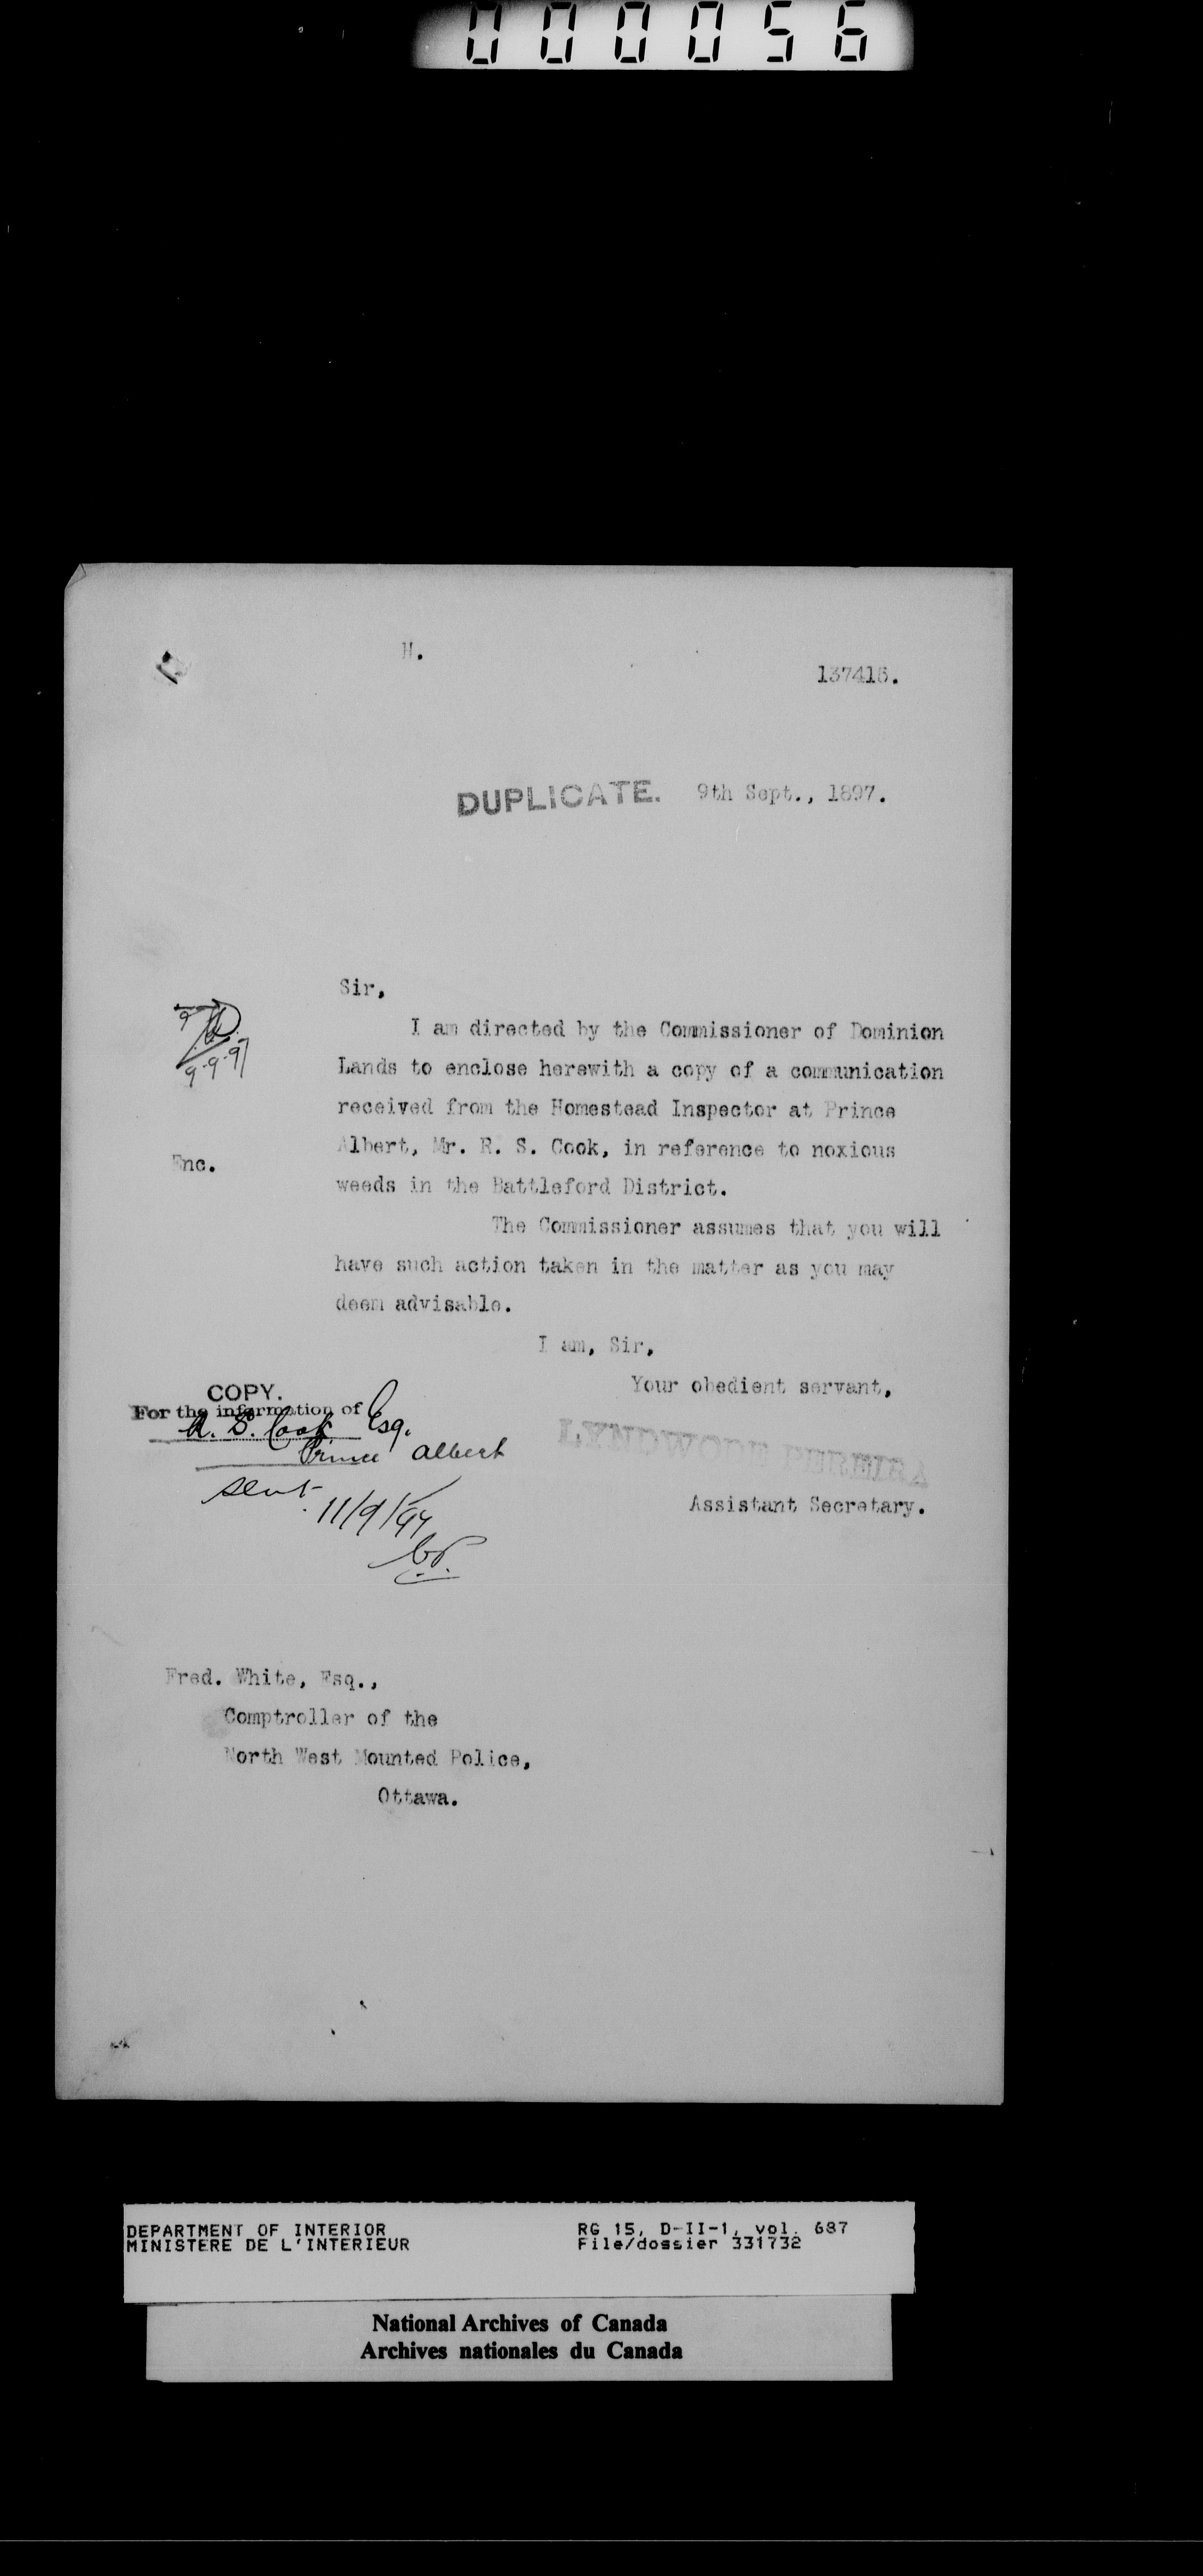 000056
H.
137415.
DUPLICATE. 9th Sept., 1897.
Sir,
I am directed by the Commissioner of Dominion
Lands to enclose herewith a copy of a communication
received from the Homestead Inspector at Prince
Albert, Mr. R. S. Cook, in reference to noxious
weeds in the Battleford District.
The Commissioner assumes that you will
have such action taken in the matter as you may
deem advisable.
I am, Sir,
Your obedient servant,
LYNDWODE PEREIRA
Assistant Secretary.
9.9.97
Enc.
COPY.
For the information of
R. S. Cook Esq.
Prince Albert
sent
11/9/97
Fred. White, Esq.,
Comptroller of the
North West Mounted Police,
Ottawa.
DEPARTMENT OF INTERIOR
MINISTERE DE L'INTERIEUR
RG 15, D-II-1, vol. 687
File/dossier 331732
National Archives of Canada
Archives nationales du Canada